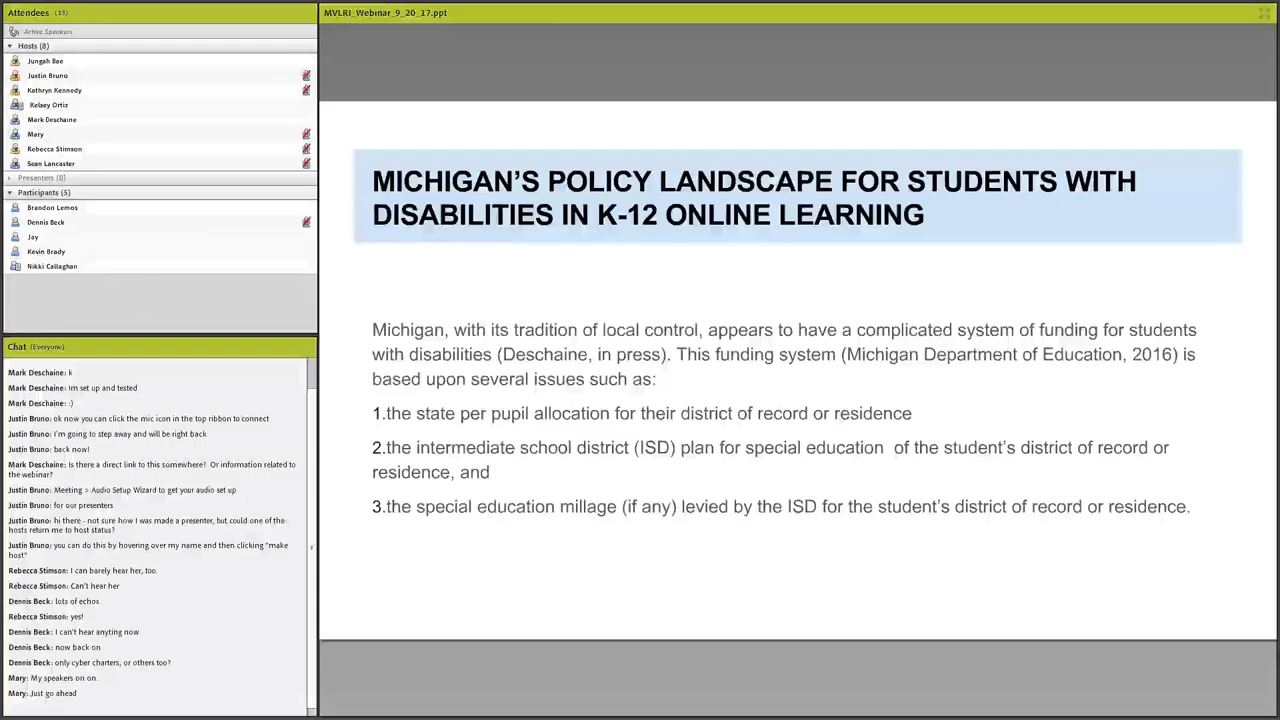 Attendees (13)
Active Speakers
Hosts (8)
Jungah Bae
Justin Bruno
Kathryn Kennedy
Kelsey Ortiz
Mark Deschaine
Mary
Rebecca Stimson
Sean Lancaster
Presenters (0)
Participants (5)
Brandon Lemos
Dennis Beck
Jay
Kevin Brady
Nikki Callaghan
Chat (Everyone)
Mark Deschaine: k
Mark Deschaine: Im set up and tested
Mark Deschaine: :)
Justin Bruno: ok now you can click the mic icon in the top ribbon to connect
Justin Bruno: I'm going to step away and will be right back
Justin Bruno: back now!
Mark Deschaine: Is there a direct link to this somewhere? Or information related to
the webinar?
Justin Bruno: Meeting > Audio Setup Wizard to get your audio set up
Justin Bruno: for our presenters
Justin Bruno: hi there - not sure how I was made a presenter, but could one of the
hosts return me to host status?
Justin Bruno: you can do this by hovering over my name and then clicking "make
host"
Rebecca Stimson: I can barely hear her, too.
Rebecca Stimson: Can't hear her
Dennis Beck: lots of echos
Rebecca Stimson: yes!
Dennis Beck: I can't hear anyting now
Dennis Beck: now back on
Dennis Beck: only cyber charters, or others too?
Mary: My speakers on on.
Mary: Just go ahead
MVLRI_Webinar_9_20_17.ppt
MICHIGAN'S POLICY LANDSCAPE FOR STUDENTS WITH
DISABILITIES IN K-12 ONLINE LEARNING
Michigan, with its tradition of local control, appears to have a complicated system of funding for students
with disabilities (Deschaine, in press). This funding system (Michigan Department of Education, 2016) is
based upon several issues such as:
1.the state per pupil allocation for their district of record or residence
2.the intermediate school district (ISD) plan for special education  of the student's district of record or
residence, and
3.the special education millage (if any) levied by the ISD for the student's district of record or residence.